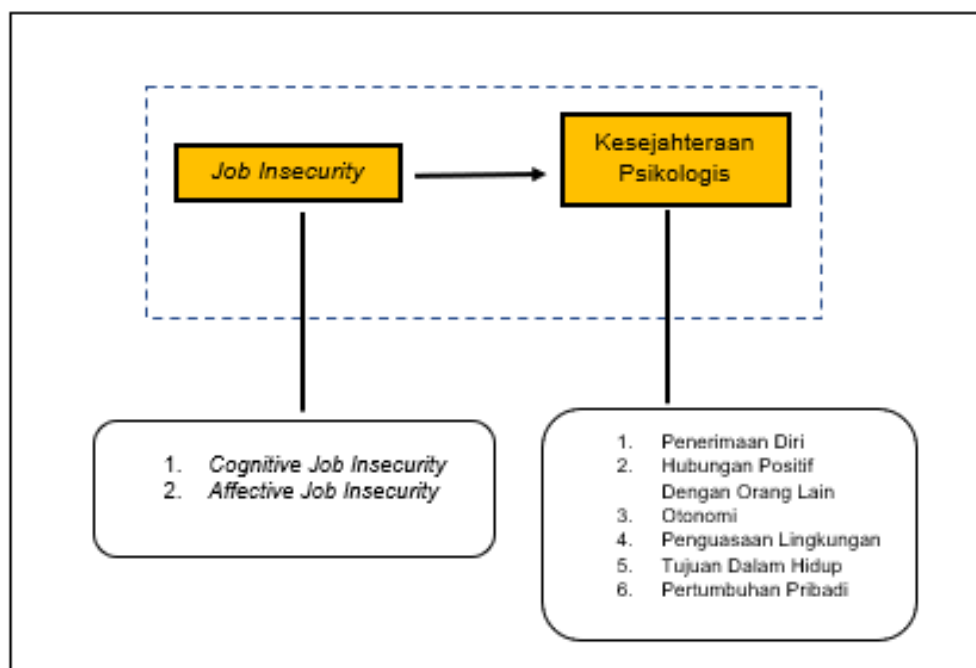 Job Insecurity
Kesejahteraan
Psikologis
1. Cognitive Job Insecurity
2. Affective Job Insecurity
1. Penerimaan Diri
2. Hubungan Positif
Dengan Orang Lain
3. Otonomi
4. Penguasaan Lingkungan
5. Tujuan Dalam Hidup
6. Pertumbuhan Pribadi